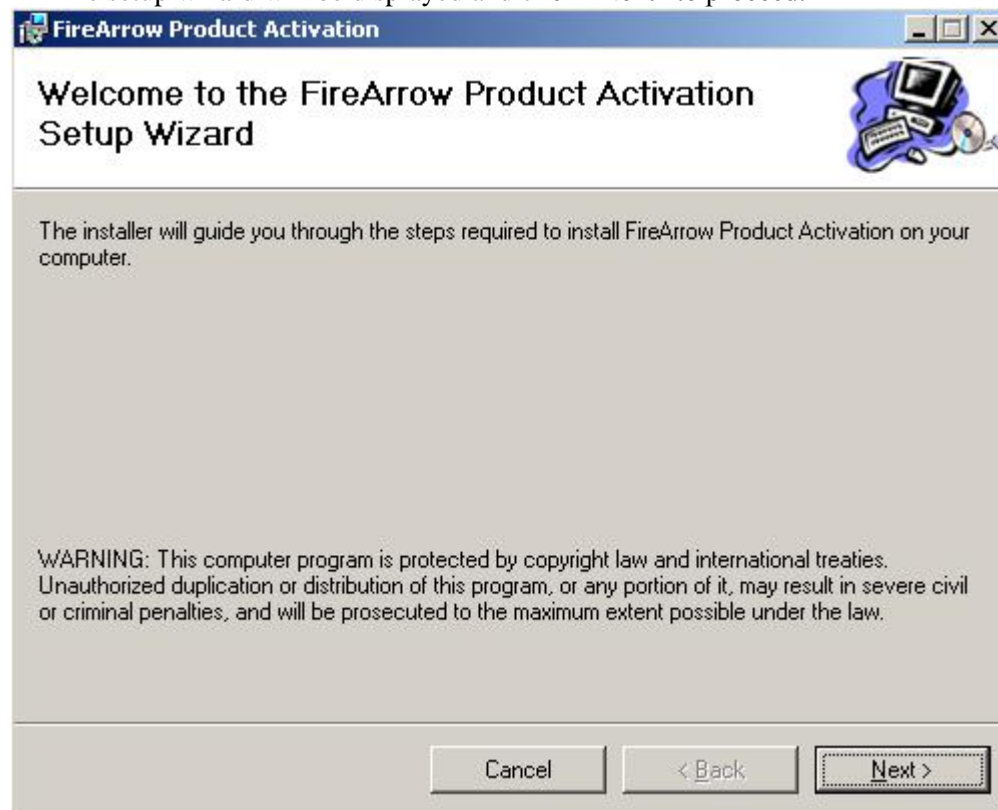 FireArrow Product Activation
Welcome to the FireArrow Product Activation
Setup Wizard
The installer will guide you through the steps required to install FireArrow Product Activation on your
computer.
WARNING: This computer program is protected by copyright law and international treaties.
Unauthorized duplication or distribution of this program, or any portion of it, may result in severe civil
or criminal penalties, and will be prosecuted to the maximum extent possible under the law.
Cancel < Back Next >